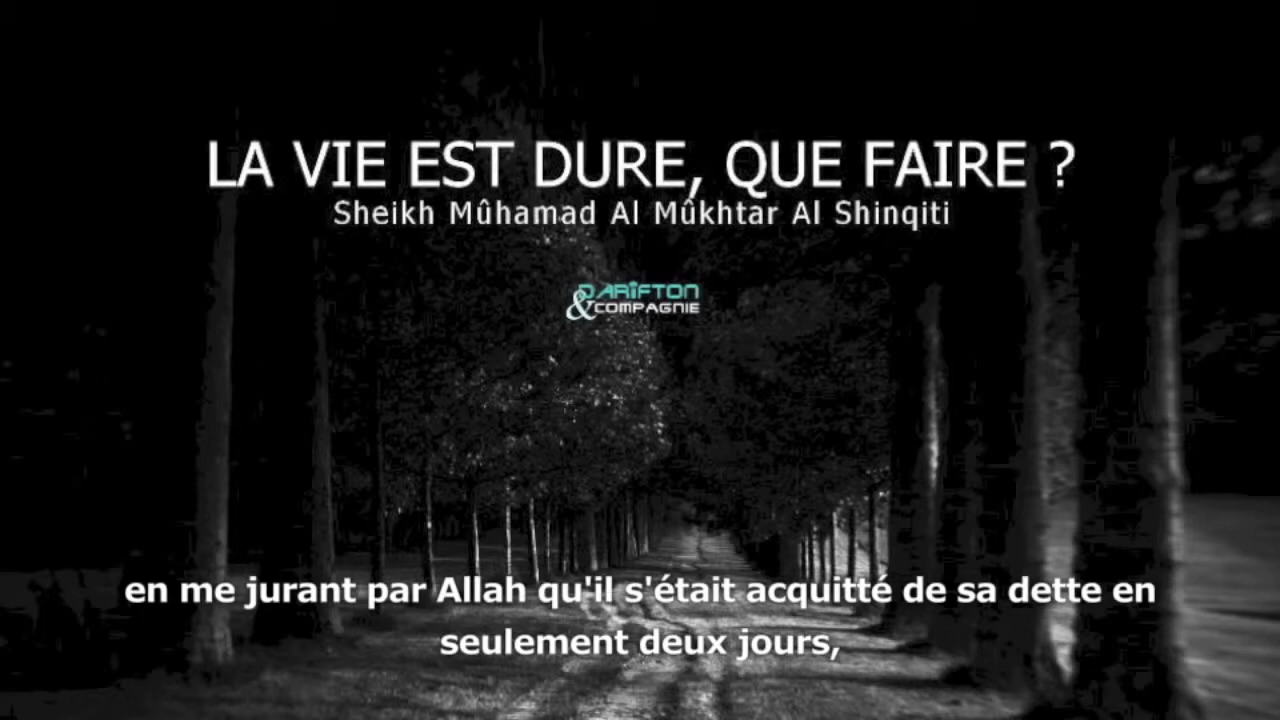 LA VIE EST DURE, QUE FAIRE ?
Sheikh Mûhamad Al Mûkhtar Al Shinqiti
DARiFTON
&COMPAGNIE
en me jurant par Allah qu'il s'était acquitté de sa dette en
seulement deux jours,